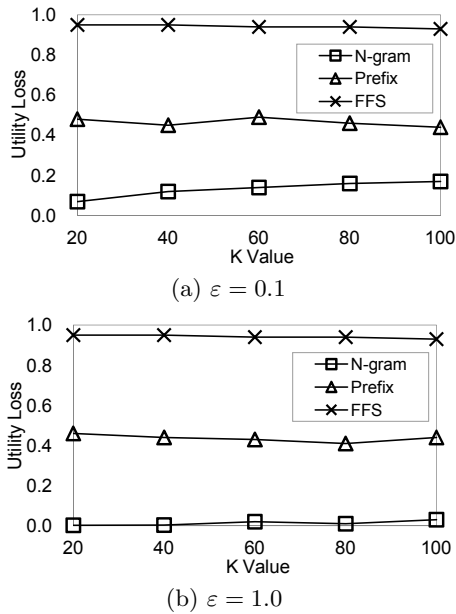 1.0
0.8
0.6
0.4
0.2
0.0
Utility Loss
N-gram
Prefix
FFS
20 40 60 80 100
K Value
(a) ε = 0.1
1.0
0.8
0.6
0.4
0.2
0.0
Utility Loss
N-gram
Prefix
FFS
20 40 60 80 100
K Value
(b) ε = 1.0